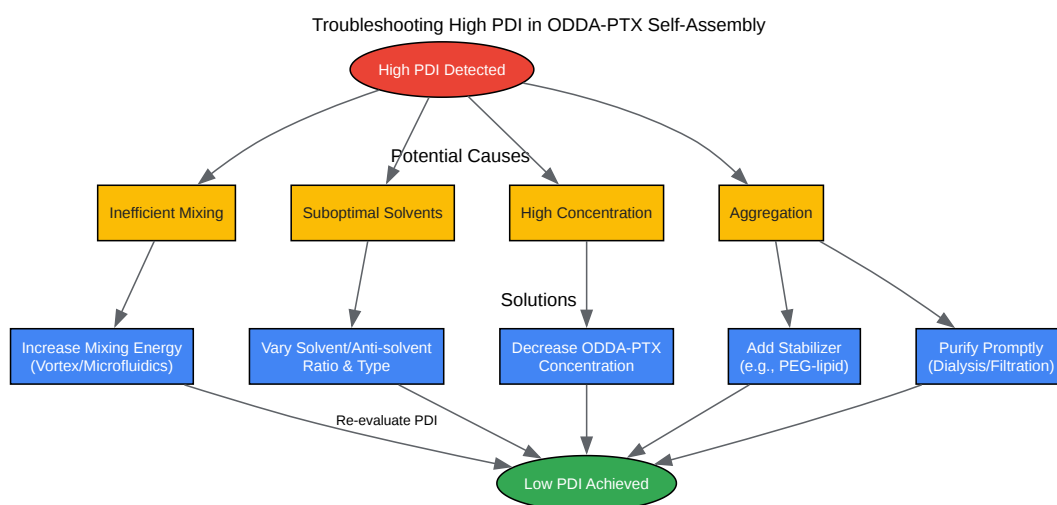 Troubleshooting High PDI in ODDA-PTX Self-Assembly
High PDI Detected
Potential Causes
Inefficient Mixing
Suboptimal Solvents
High Concentration
Aggregation
Solutions
Increase Mixing Energy
(Vortex/Microfluidics)
Vary Solvent/Anti-solvent
Ratio & Type
Decrease ODDA-PTX
Concentration
Add Stabilizer
(e.g., PEG-lipid)
Purify Promptly
(Dialysis/Filtration)
Re-evaluate PDI
Low PDI Achieved